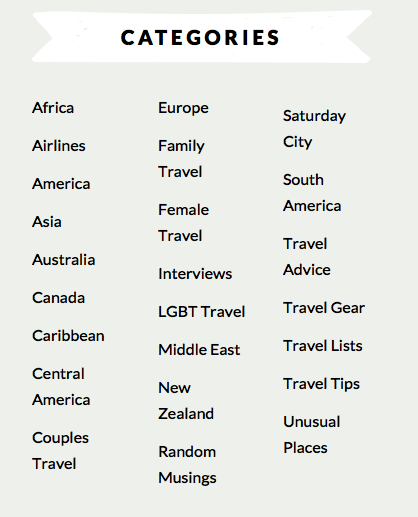 CATEGORIES
Africa
Airlines
America
Asia
Australia
Canada
Caribbean
Central
America
Couples
Travel
Europe
Family
Travel
Female
Travel
Interviews
LGBT Travel
Middle East
New
Zealand
Random
Musings
Saturday
City
South
America
Travel
Advice
Travel Gear
Travel Lists
Travel Tips
Unusual
Places